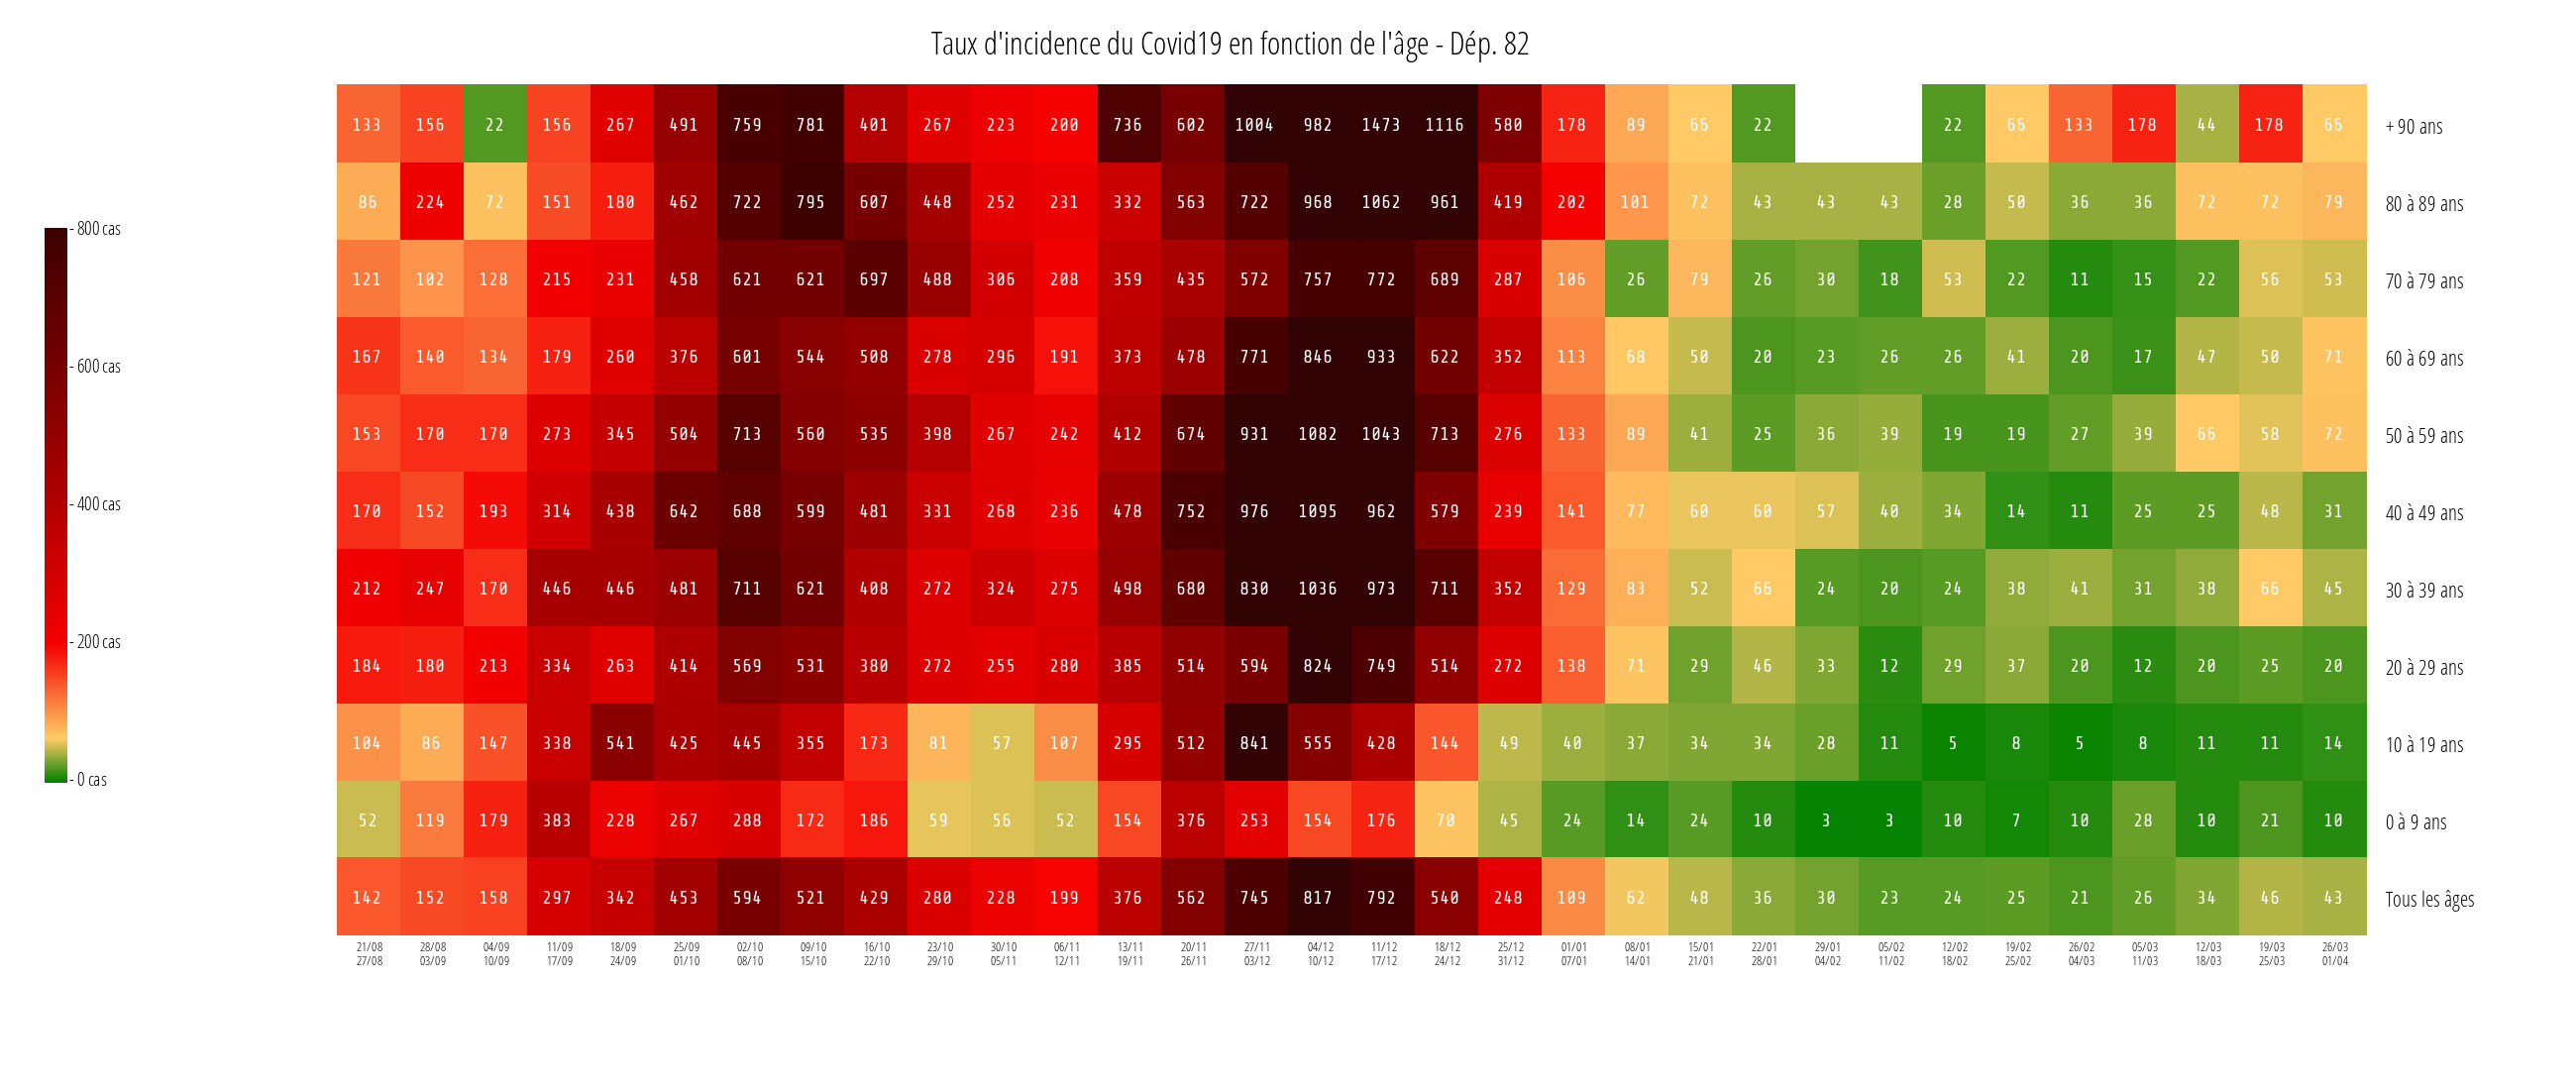 Taux d'incidence du Covid19 en fonction de l'âge - Dép. 82
133 156 22 156 267 491 759 781 401 267 223 200 736 602 1004 982 1473 1116 580 178 89 66 22 22 66 133 178 44 178 66 + 90 ans
86 224 72 151 180 462 722 795 607 448 252 231 332 563 722 968 1062 961 419 202 101 72 43 43 43 28 50 36 36 72 72 79 80 à 89 ans
- 800 cas
121 102 128 215 231 458 621 621 697 488 306 208 359 435 572 757 772 689 287 106 26 79 26 30 18 53 22 11 15 22 56 53 70 à 79 ans
167 140 134 179 260 376 601 544 508 278 296 191 373 478 771 846 933 622 352 113 68 50 20 23 26 26 41 20 17 47 50 71 60 à 69 ans
- 600 cas
153 170 170 273 345 504 713 560 535 398 267 242 412 674 931 1082 1043 713 276 133 89 41 25 36 39 19 19 27 39 66 58 72 50 à 59 ans
- 400 cas
170 152 193 314 438 642 688 599 481 331 268 236 478 752 976 1095 962 579 239 141 77 60 60 57 40 34 14 11 25 25 48 31 40 à 49 ans
212 247 170 446 446 481 711 621 408 272 324 275 498 680 830 1036 973 711 352 129 83 52 66 24 20 24 38 41 31 38 66 45 30 à 39 ans
- 200 cas
184 180 213 334 263 414 569 531 380 272 255 280 385 514 594 824 749 514 272 138 71 29 46 33 12 29 37 20 12 20 25 20 20 à 29 ans
104 86 147 338 541 425 445 355 173 81 57 107 295 512 841 555 428 144 49 40 37 34 34 28 11 5 8 5 8 11 11 14 10 à 19 ans
- 0 cas
52 119 179 383 228 267 288 172 186 59 56 52 154 376 253 154 176 70 45 24 14 24 10 3 3 10 7 10 28 10 21 10 0 à 9 ans
142 152 158 297 342 453 594 521 429 280 228 199 376 562 745 817 792 540 248 109 62 48 36 30 23 24 25 21 26 34 46 43 Tous les âges
21/08 28/08 04/09 11/09 18/09 25/09 02/10 09/10 16/10 23/10 30/10 06/11 13/11 20/11 27/11 04/12 11/12 18/12 25/12 01/01 08/01 15/01 22/01 29/01 05/02 12/02 19/02 26/02 05/03 12/03 19/03 26/03
27/08 03/09 10/09 17/09 24/09 01/10 08/10 15/10 22/10 29/10 05/11 12/11 19/11 26/11 03/12 10/12 17/12 24/12 31/12 07/01 14/01 21/01 28/01 04/02 11/02 18/02 25/02 04/03 11/03 18/03 25/03 01/04